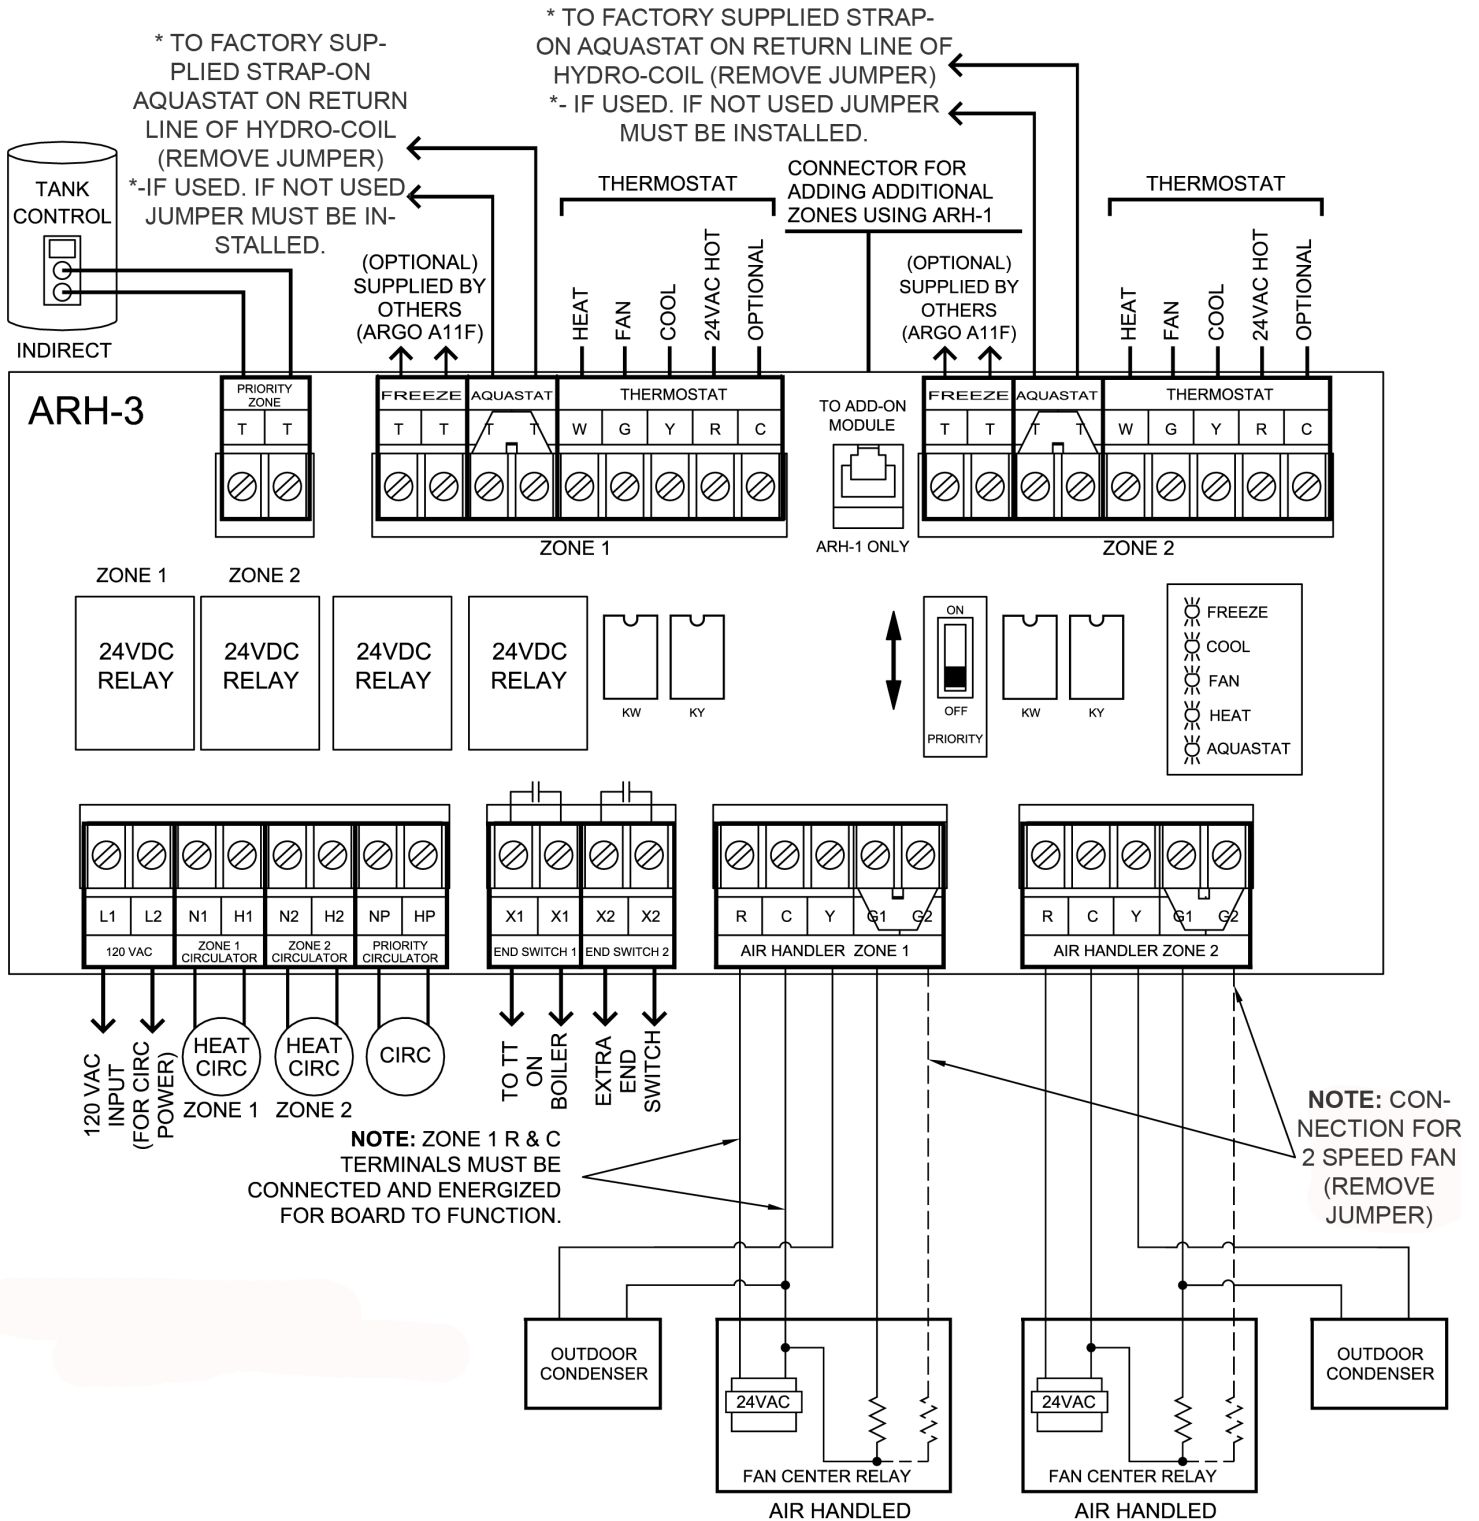 * TO FACTORY SUP-
PLIED STRAP-ON
AQUASTAT ON RETURN
LINE OF HYDRO-COIL
(REMOVE JUMPER)
*-IF USED. IF NOT USED
JUMPER MUST BE IN-
STALLED.
* TO FACTORY SUPPLIED STRAP-
ON AQUASTAT ON RETURN LINE OF
HYDRO-COIL (REMOVE JUMPER)
*- IF USED. IF NOT USED JUMPER
MUST BE INSTALLED.
TANK
CONTROL
INDIRECT
(OPTIONAL)
SUPPLIED BY
OTHERS
(ARGO A11F)
THERMOSTAT
HEAT
FAN
COOL
24VAC HOT
OPTIONAL
CONNECTOR FOR
ADDING ADDITIONAL
ZONES USING ARH-1
(OPTIONAL)
SUPPLIED BY
OTHERS
(ARGO A11F)
THERMOSTAT
HEAT
FAN
COOL
24VAC HOT
OPTIONAL
ARH-3
PRIORITY
ZONE
T T
FREEZE AQUASTAT THERMOSTAT
T T T T W G Y R C
ZONE 1
TO ADD-ON
MODULE
ARH-1 ONLY
FREEZE AQUASTAT THERMOSTAT
T T T T W G Y R C
ZONE 2
ZONE 1
24VDC
RELAY
ZONE 2
24VDC
RELAY
24VDC
RELAY
24VDC
RELAY
KW
KY
ON
OFF
PRIORITY
KW
KY
FREEZE
COOL
FAN
HEAT
AQUASTAT
L1 L2 N1 H1 N2 H2 NP HP
120 VAC
ZONE 1
CIRCULATOR
ZONE 2
CIRCULATOR
PRIORITY
CIRCULATOR
X1 X1 X2 X2
END SWITCH 1 END SWITCH 2
R C Y G1 G2
AIR HANDLER ZONE 1
R C Y G1 G2
AIR HANDLER ZONE 2
120 VAC
INPUT
(FOR CIRC
POWER)
HEAT
CIRC
ZONE 1
HEAT
CIRC
ZONE 2
CIRC
TO TT
ON
BOILER
EXTRA
END
SWITCH
NOTE: ZONE 1 R & C
TERMINALS MUST BE
CONNECTED AND ENERGIZED
FOR BOARD TO FUNCTION.
NOTE: CON-
NECTION FOR
2 SPEED FAN
(REMOVE
JUMPER)
OUTDOOR
CONDENSER
24VAC
FAN CENTER RELAY
AIR HANDLED
24VAC
FAN CENTER RELAY
AIR HANDLED
OUTDOOR
CONDENSER